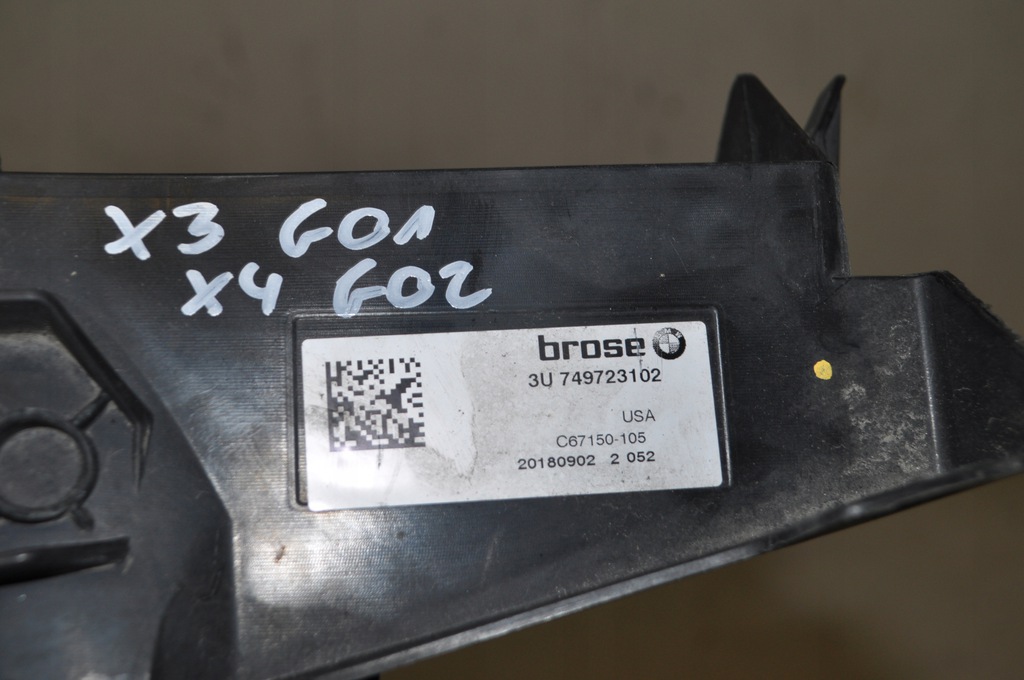 X3 G01
X4 G02
brose
3U 749723102
USA
C67150-105
20180902 2 052